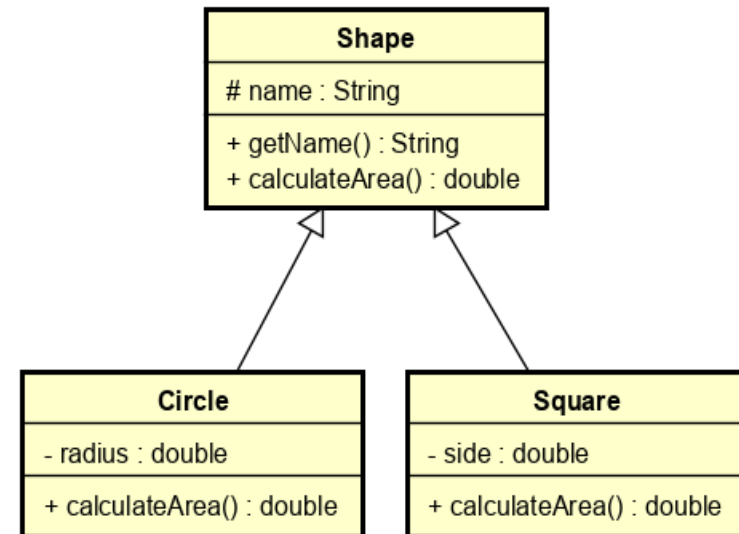 Shape
# name : String
+ getName() : String
+ calculateArea() : double
Circle
- radius : double
+ calculateArea() : double
Square
- side : double
+ calculateArea() : double